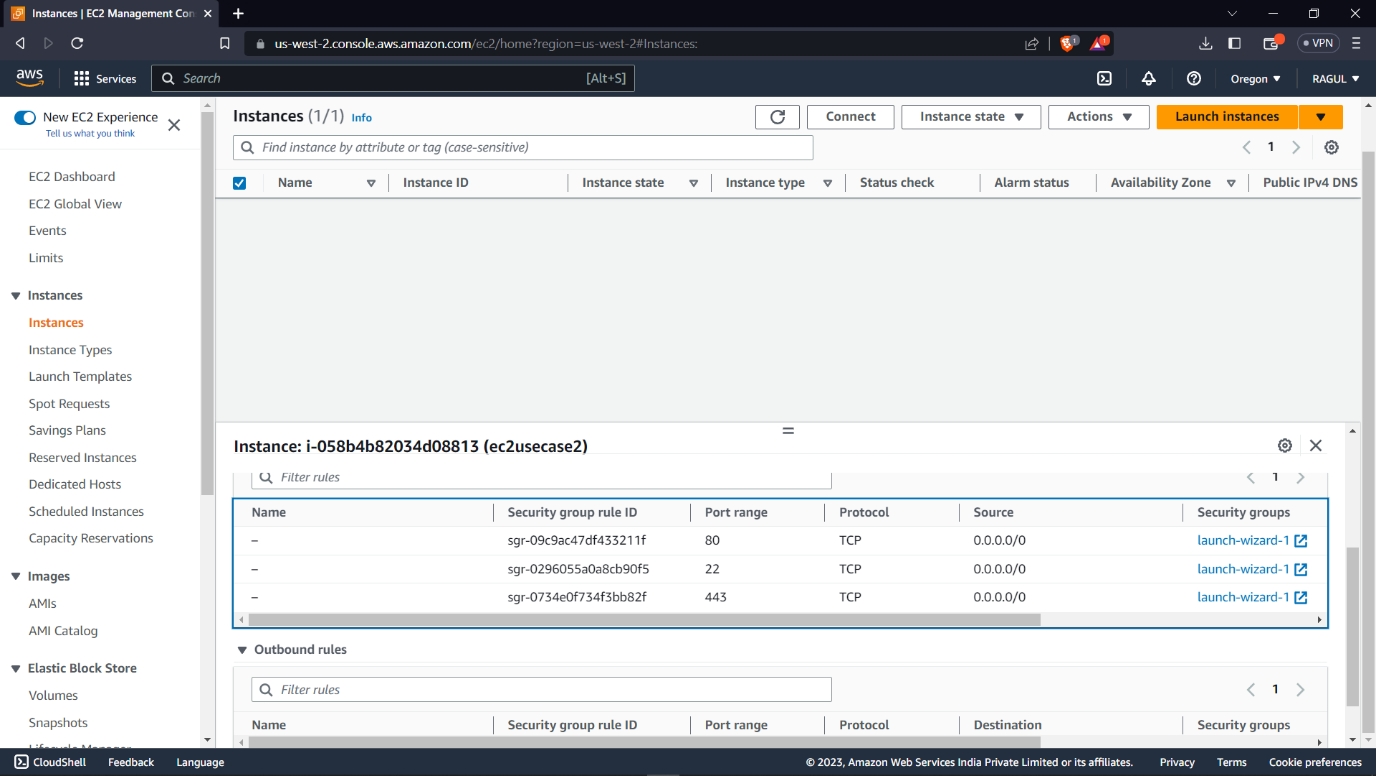 Instances | EC2 Management Con
us-west-2.console.aws.amazon.com/ec2/home?region=us-west-2#Instances:
1
1
VPN
aws
Services
Search
[Alt+S]
Oregon
RAGUL
New EC2 Experience
Tell us what you think
EC2 Dashboard
EC2 Global View
Events
Limits
Instances
Instances
Instance Types
Launch Templates
Spot Requests
Savings Plans
Reserved Instances
Dedicated Hosts
Scheduled Instances
Capacity Reservations
Images
AMIs
AMI Catalog
Elastic Block Store
Volumes
Snapshots
Lifecycle Manager
Instances (1/1) Info
Connect
Instance state
Actions
Launch instances
Find instance by attribute or tag (case-sensitive)
1
Name Instance ID Instance state Instance type Status check Alarm status Availability Zone Public IPv4 DNS
Instance: i-058b4b82034d08813 (ec2usecase2)
Filter rules
1
Name Security group rule ID Port range Protocol Source Security groups
– sgr-09c9ac47df433211f 80 TCP 0.0.0.0/0 launch-wizard-1
– sgr-0296055a0a8cb90f5 22 TCP 0.0.0.0/0 launch-wizard-1
– sgr-0734e0f734f3bb82f 443 TCP 0.0.0.0/0 launch-wizard-1
Outbound rules
Filter rules
1
Name Security group rule ID Port range Protocol Destination Security groups
CloudShell Feedback Language
© 2023, Amazon Web Services India Private Limited or its affiliates. Privacy Terms Cookie preferences